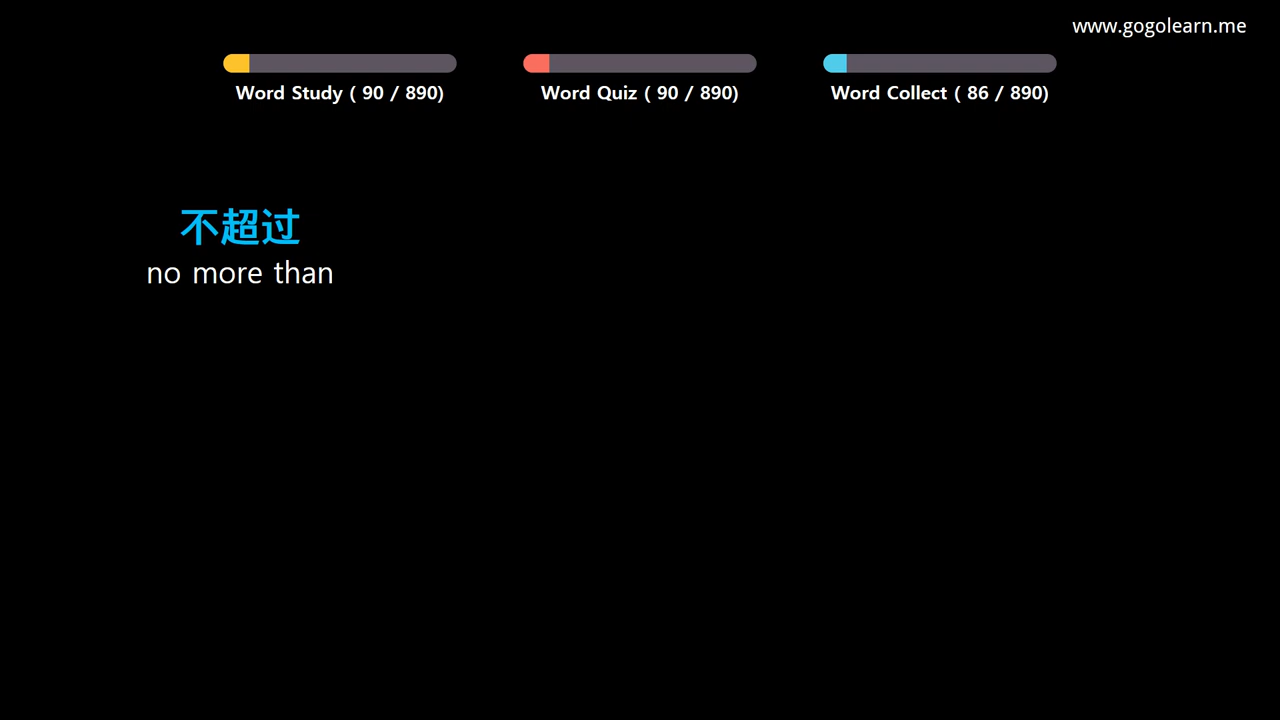 www.gogolearn.me
Word Study ( 90 / 890)
Word Quiz ( 90 / 890)
Word Collect ( 86 / 890)
不超过
no more than